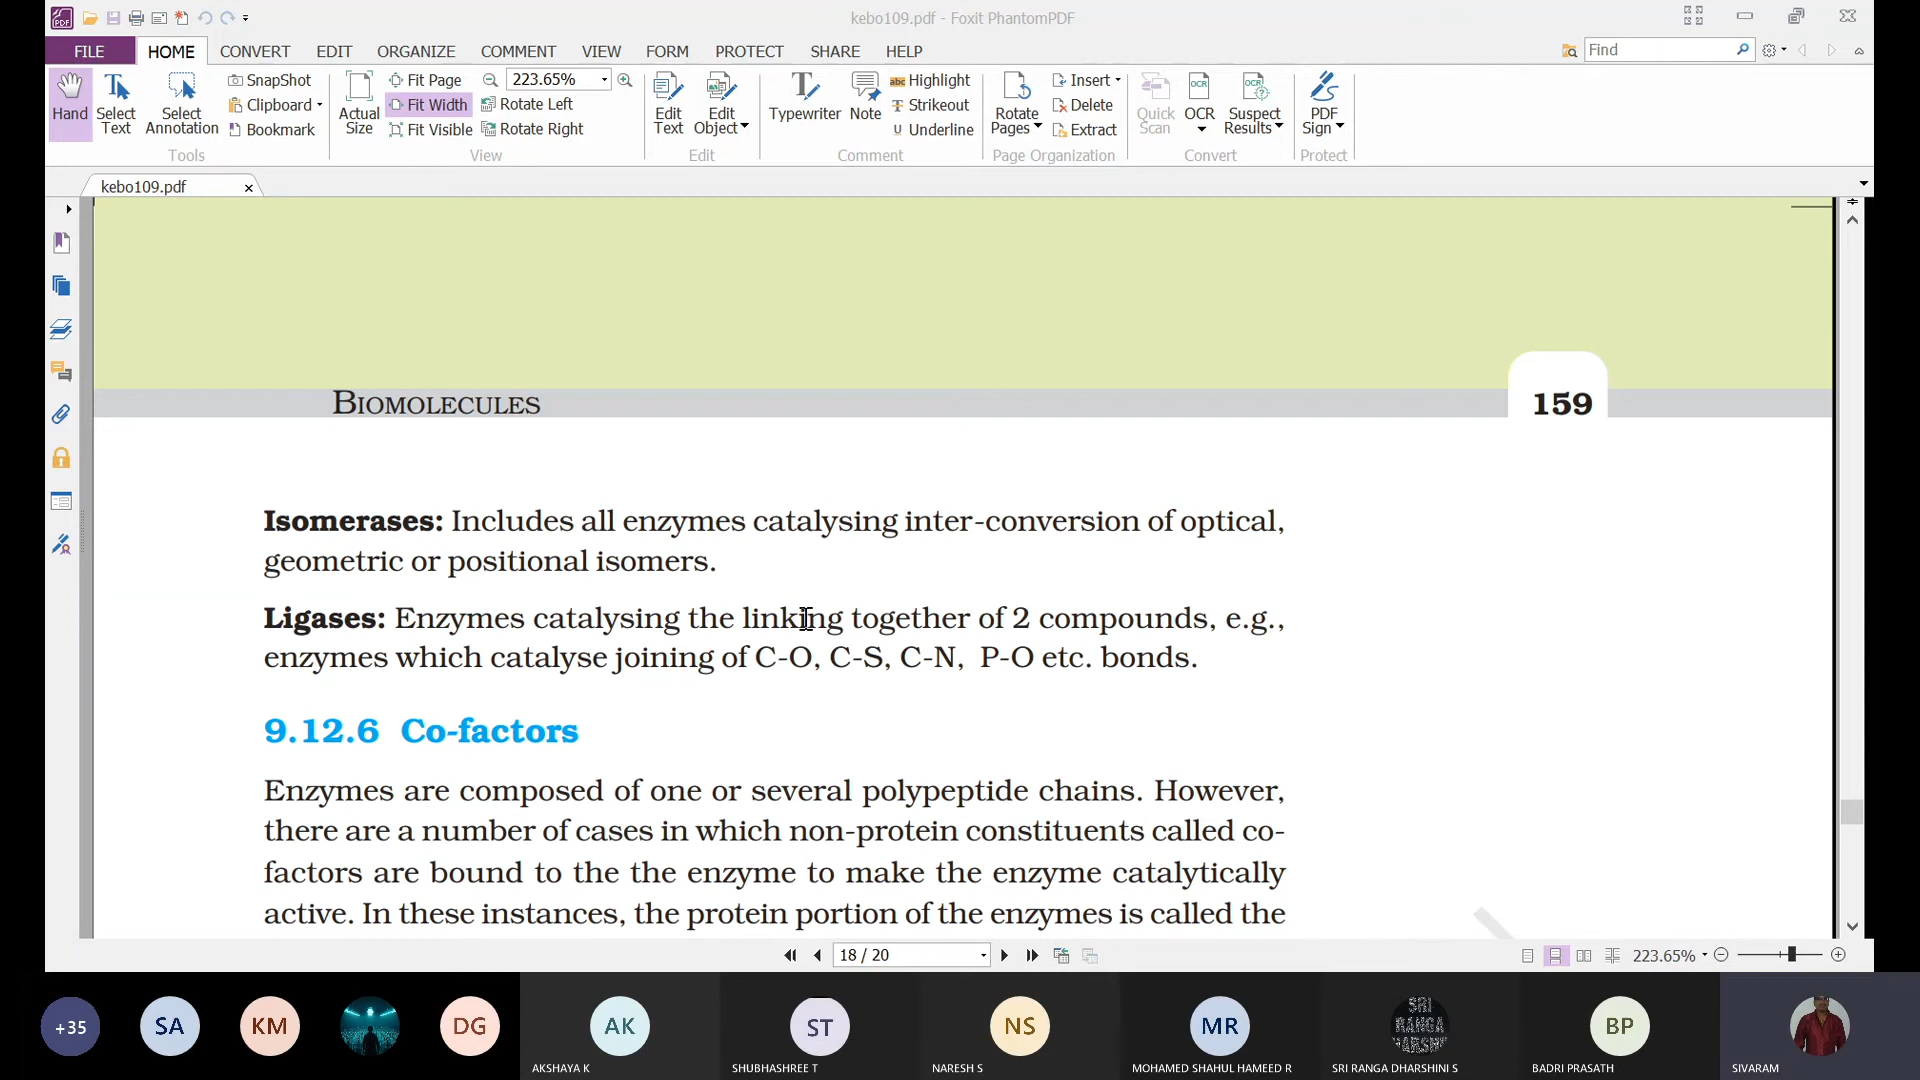 kebo109.pdf - Foxit PhantomPDF
FILE HOME CONVERT EDIT ORGANIZE COMMENT VIEW FORM PROTECT SHARE HELP Find
Hand
Select Text
Select Annotation
SnapShot
Clipboard
Bookmark
Tools
Actual Size
Fit Page
Fit Width
Fit Visible
223.65%
Rotate Left
Rotate Right
View
Edit Text
Edit Object
Edit
Typewriter
Note
Highlight
Strikeout
Underline
Comment
Rotate Pages
Insert
Delete
Extract
Page Organization
Quick Scan
OCR
Suspect Results
Convert
PDF Sign
Protect
kebo109.pdf
BIOMOLECULES 159
Isomerases: Includes all enzymes catalysing inter-conversion of optical,
geometric or positional isomers.
Ligases: Enzymes catalysing the linking together of 2 compounds, e.g.,
enzymes which catalyse joining of C-O, C-S, C-N, P-O etc. bonds.
9.12.6 Co-factors
Enzymes are composed of one or several polypeptide chains. However,
there are a number of cases in which non-protein constituents called co-
factors are bound to the the enzyme to make the enzyme catalytically
active. In these instances, the protein portion of the enzymes is called the
18 / 20 223.65%
+35 SA KM DG AK ST NS MR SRI RANGA BP
AKSHAYA K SHUBHASHREE T NARESH S MOHAMED SHAHUL HAMEED R SRI RANGA DHARSHINI S BADRI PRASATH SIVARAM